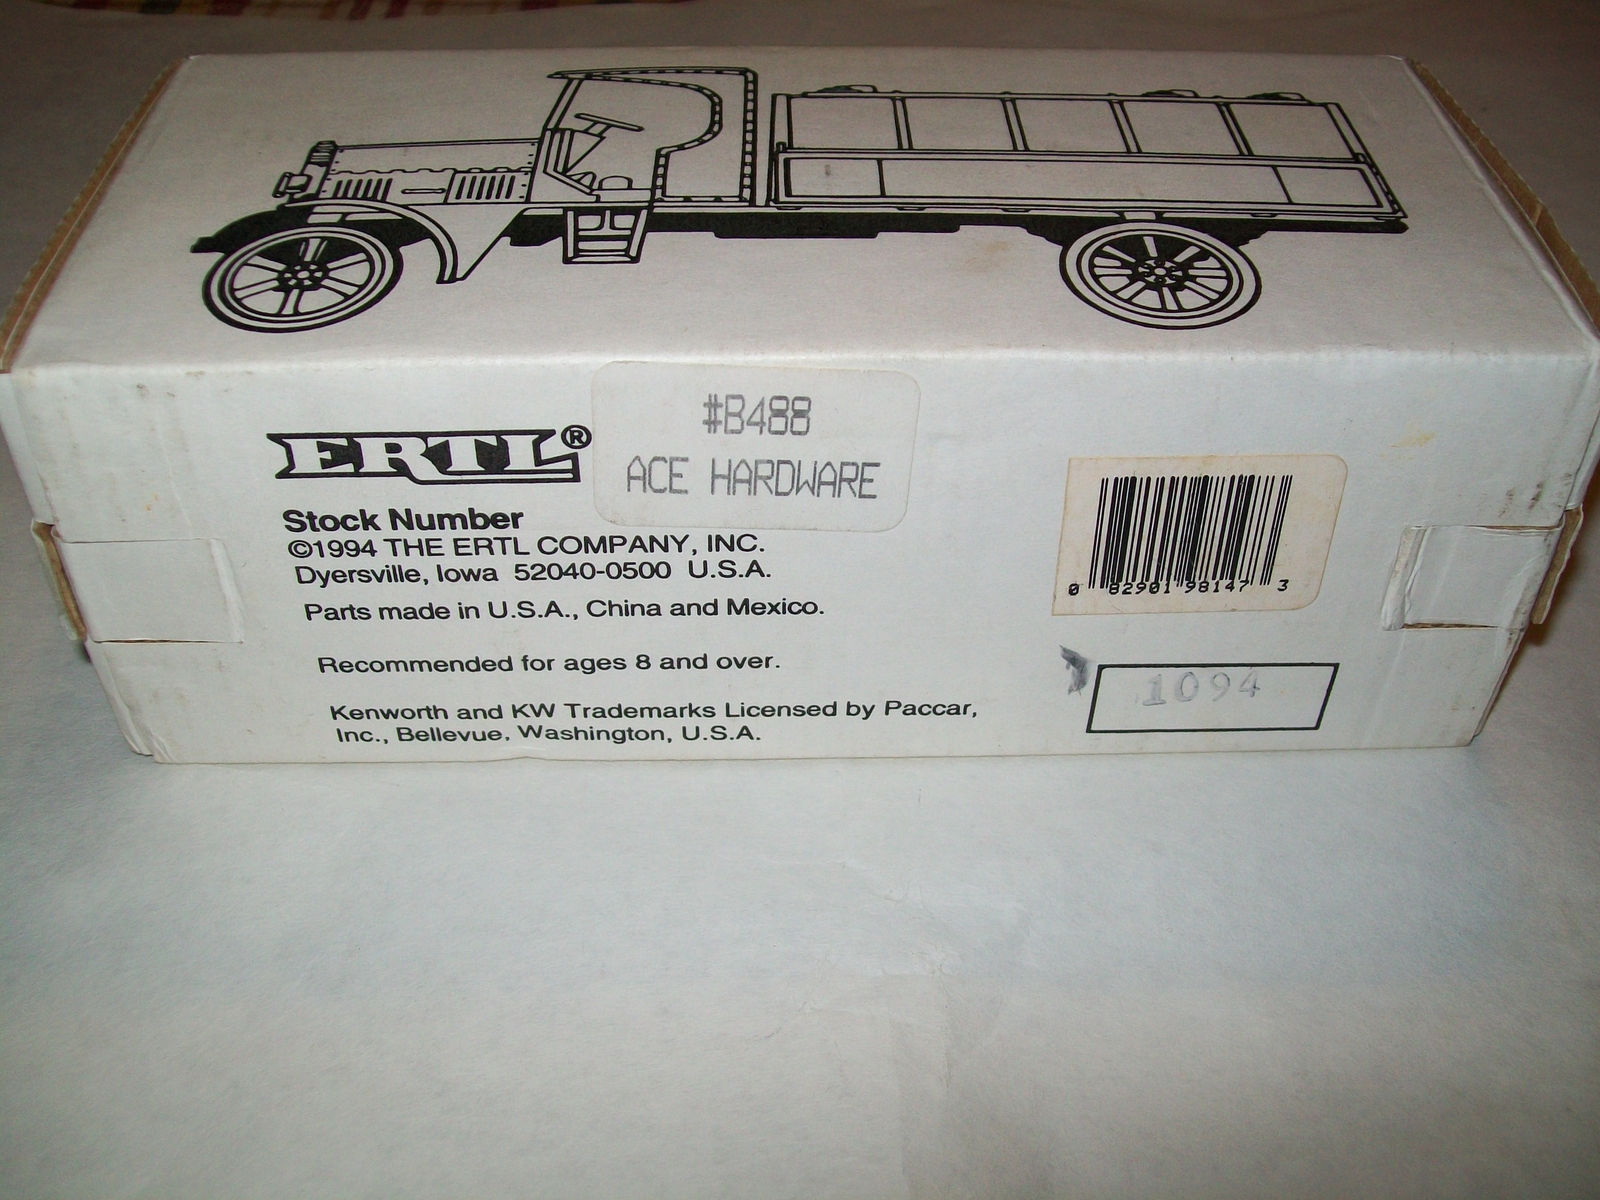 ERTL®
#B488
ACE HARDWARE
Stock Number
©1994 THE ERTL COMPANY, INC.
Dyersville, Iowa 52040-0500 U.S.A.
Parts made in U.S.A., China and Mexico.
Recommended for ages 8 and over.
Kenworth and KW Trademarks Licensed by Paccar,
Inc., Bellevue, Washington, U.S.A.
0 82901 98147 3
1094